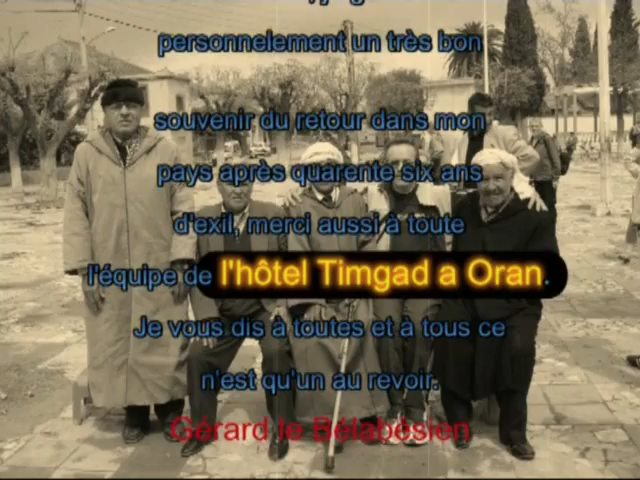 personnelement un très bon
souvenir du retour dans mon
pays après quarente six ans
d'exil, merci aussi à toute
l'équipe de l'hôtel Timgad a Oran.
Je vous dis à toutes et à tous ce
n'est qu'un au revoir.
Gérard le Bélabésien